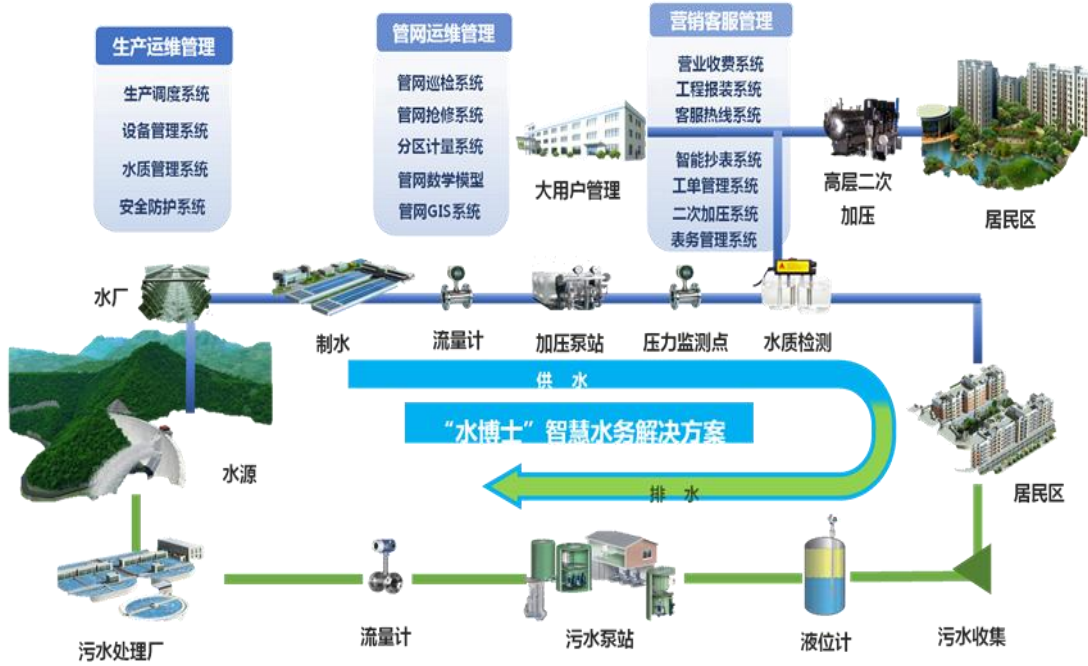 生产运维管理
生产调度系统
设备管理系统
水质管理系统
安全防护系统
管网运维管理
管网巡检系统
管网抢修系统
分区计量系统
管网数学模型
管网GIS系统
营销客服管理
营业收费系统
工程报装系统
客服热线系统
智能抄表系统
工单管理系统
二次加压系统
表务管理系统
大用户管理
高层二次
加压
居民区
水厂
制水
流量计
加压泵站
压力监测点
水质检测
供 水
“水博士”智慧水务解决方案
排 水
水源
居民区
污水处理厂
流量计
污水泵站
液位计
污水收集